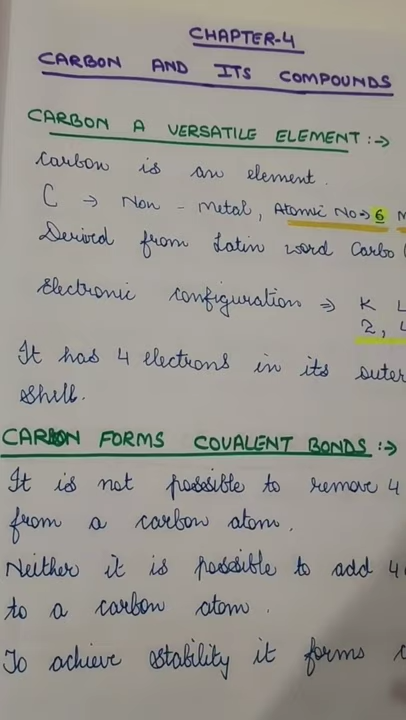 CHAPTER-4
CARBON AND ITS COMPOUNDS
CARBON A VERSATILE ELEMENT :->
Carbon is an element.
C → Non - Metal, Atomic No → 6
Derived from Latin word Carbo (
Electronic configuration ⇒ K L
2, 4
It has 4 electrons in its outer
shell.
CARBON FORMS COVALENT BONDS :->
It is not possible to remove 4
from a carbon atom.
Neither it is possible to add 4
to a carbon atom.
To achieve stability it forms